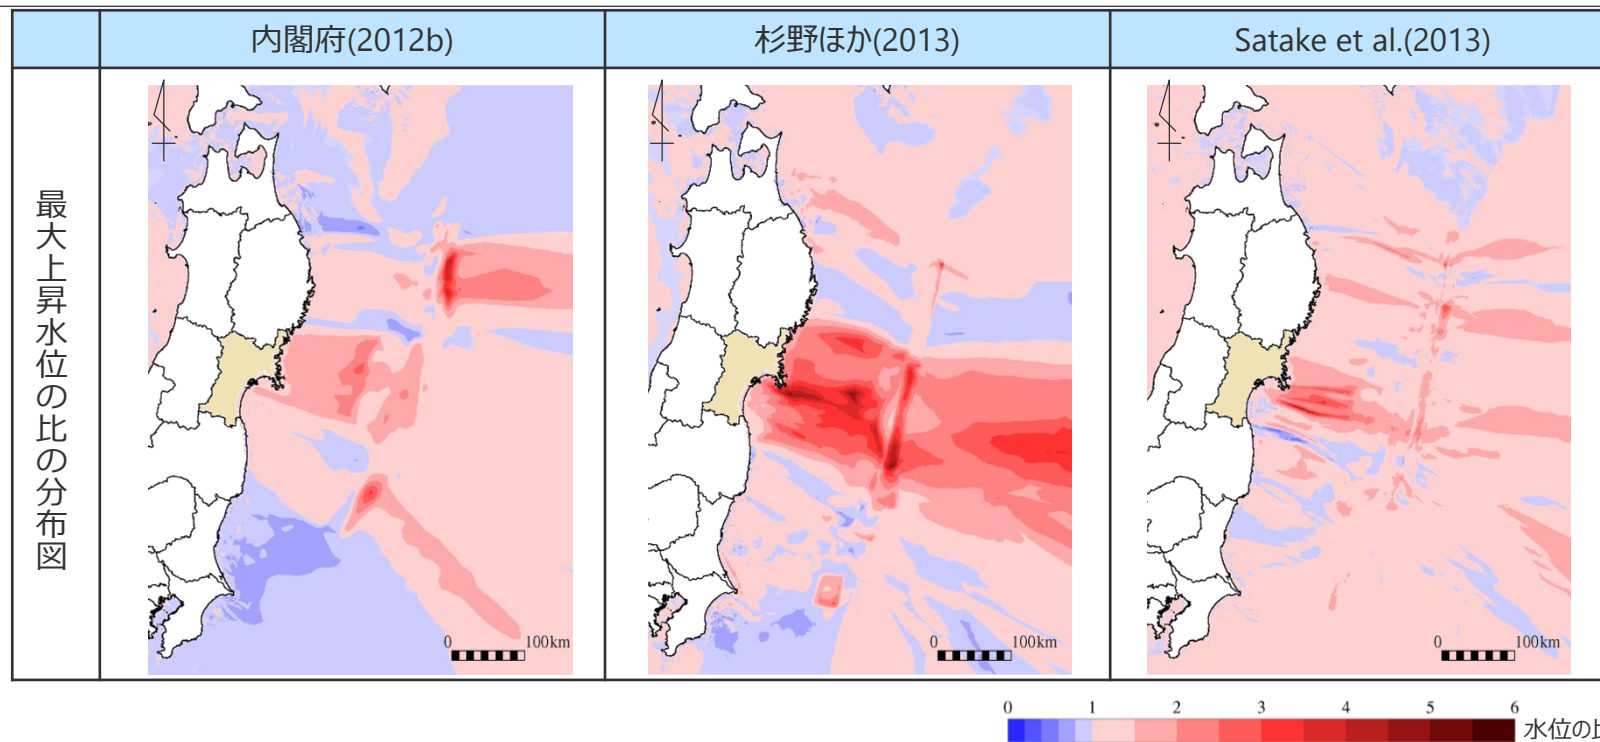 内閣府(2012b)
杉野ほか(2013)
Satake et al.(2013)
最大上昇水位の比の分布図
0 100km
0 100km
0 100km
0 1 2 3 4 5 6
水位の比